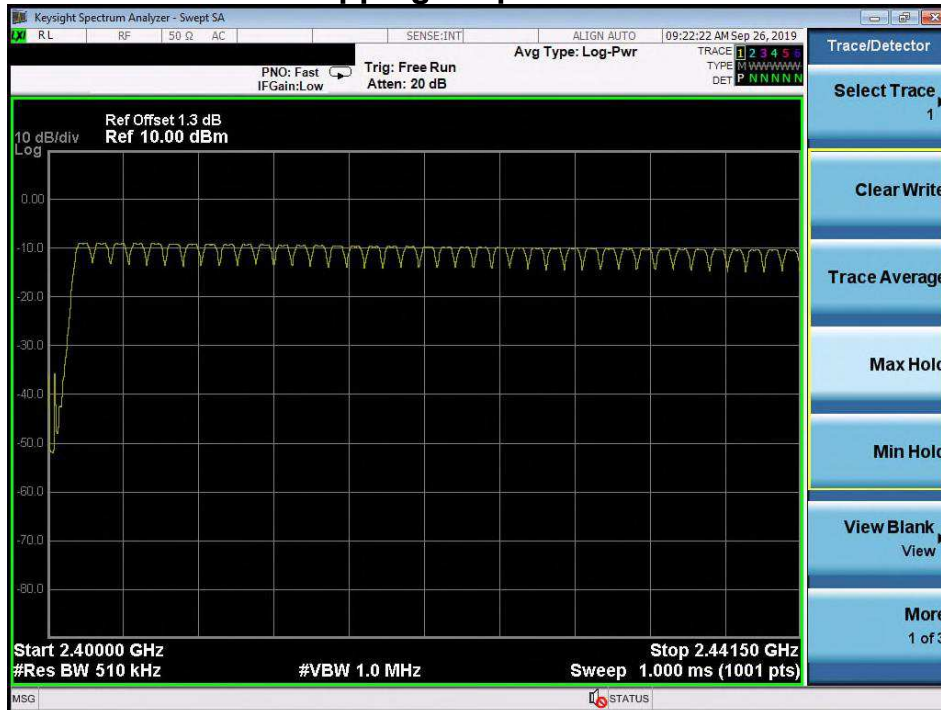 Keysight Spectrum Analyzer - Swept SA
LXI RL RF 50 Ω AC SENSE:INT ALIGN AUTO 09:22:22 AM Sep 26, 2019
PNO: Fast Trig: Free Run Avg Type: Log-Pwr TRACE 1 2 3 4 5 6
IFGain:Low Atten: 20 dB TYPE M WWWWW
DET P N N N N N
Ref Offset 1.3 dB
10 dB/div Ref 10.00 dBm
Log
0.00
-10.0
-20.0
-30.0
-40.0
-50.0
-60.0
-70.0
-80.0
Start 2.40000 GHz Stop 2.44150 GHz
#Res BW 510 kHz #VBW 1.0 MHz Sweep 1.000 ms (1001 pts)
MSG STATUS
Trace/Detector
Select Trace
1
Clear Write
Trace Average
Max Hold
Min Hold
View Blank
View
More
1 of 3